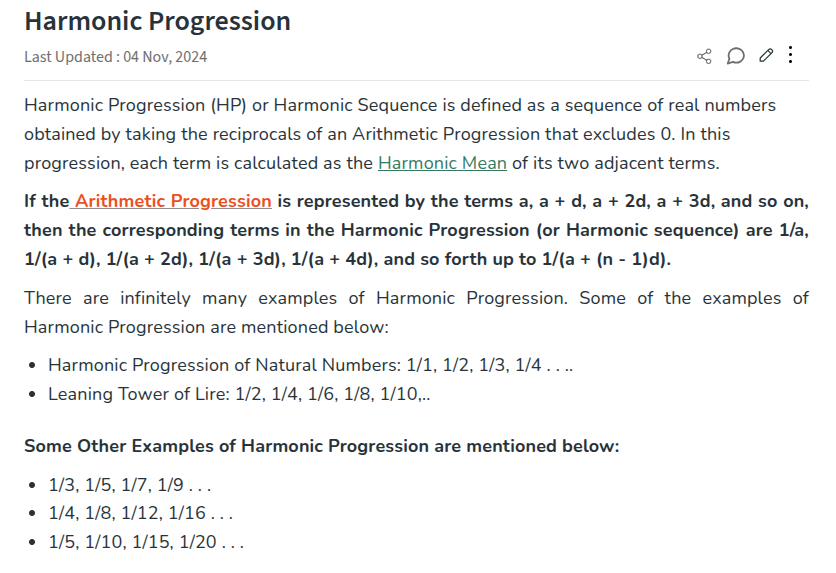 Harmonic Progression
Last Updated : 04 Nov, 2024
Harmonic Progression (HP) or Harmonic Sequence is defined as a sequence of real numbers
obtained by taking the reciprocals of an Arithmetic Progression that excludes 0. In this
progression, each term is calculated as the Harmonic Mean of its two adjacent terms.
If the Arithmetic Progression is represented by the terms a, a + d, a + 2d, a + 3d, and so on,
then the corresponding terms in the Harmonic Progression (or Harmonic sequence) are 1/a,
1/(a + d), 1/(a + 2d), 1/(a + 3d), 1/(a + 4d), and so forth up to 1/(a + (n - 1)d).
There are infinitely many examples of Harmonic Progression. Some of the examples of
Harmonic Progression are mentioned below:
• Harmonic Progression of Natural Numbers: 1/1, 1/2, 1/3, 1/4 . . ..
• Leaning Tower of Lire: 1/2, 1/4, 1/6, 1/8, 1/10,..
Some Other Examples of Harmonic Progression are mentioned below:
• 1/3, 1/5, 1/7, 1/9 . . .
• 1/4, 1/8, 1/12, 1/16 . . .
• 1/5, 1/10, 1/15, 1/20 . . .